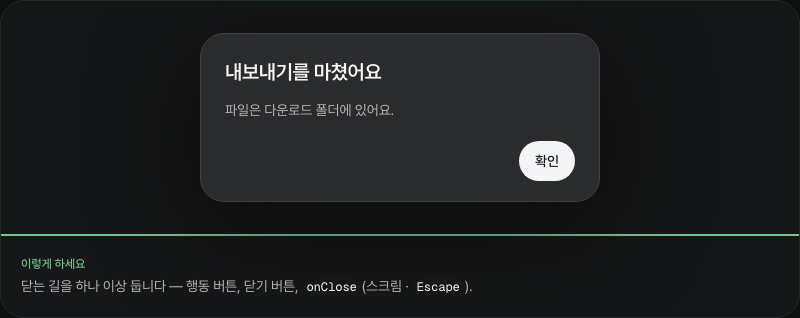 내보내기를 마쳤어요
파일은 다운로드 폴더에 있어요.
확인
이렇게 하세요
닫는 길을 하나 이상 둡니다 — 행동 버튼, 닫기 버튼, onClose (스크림 · Escape ).